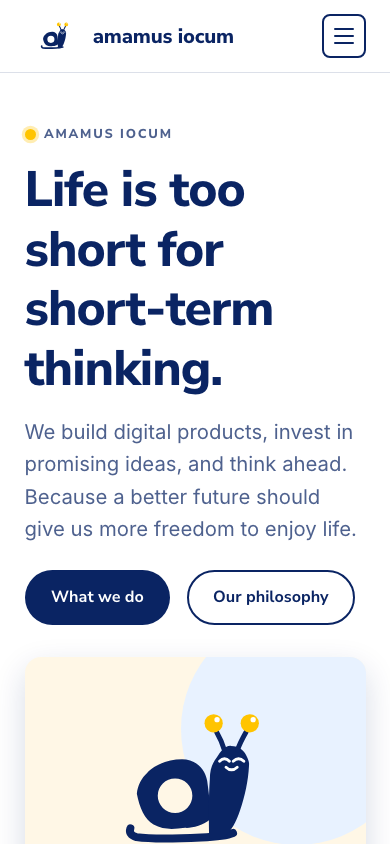 amamus iocum
AMAMUS IOCUM
Life is too
short for
short-term
thinking.
We build digital products, invest in
promising ideas, and think ahead.
Because a better future should
give us more freedom to enjoy life.
What we do
Our philosophy